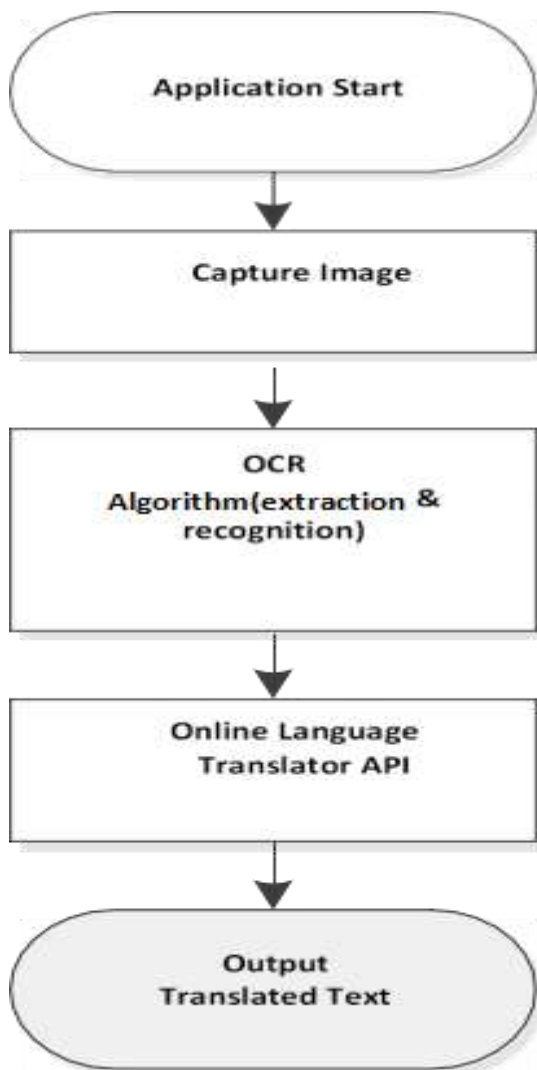 Application Start
Capture Image
OCR
Algorithm(extraction &
recognition)
Online Language
Translator API
Output
Translated Text